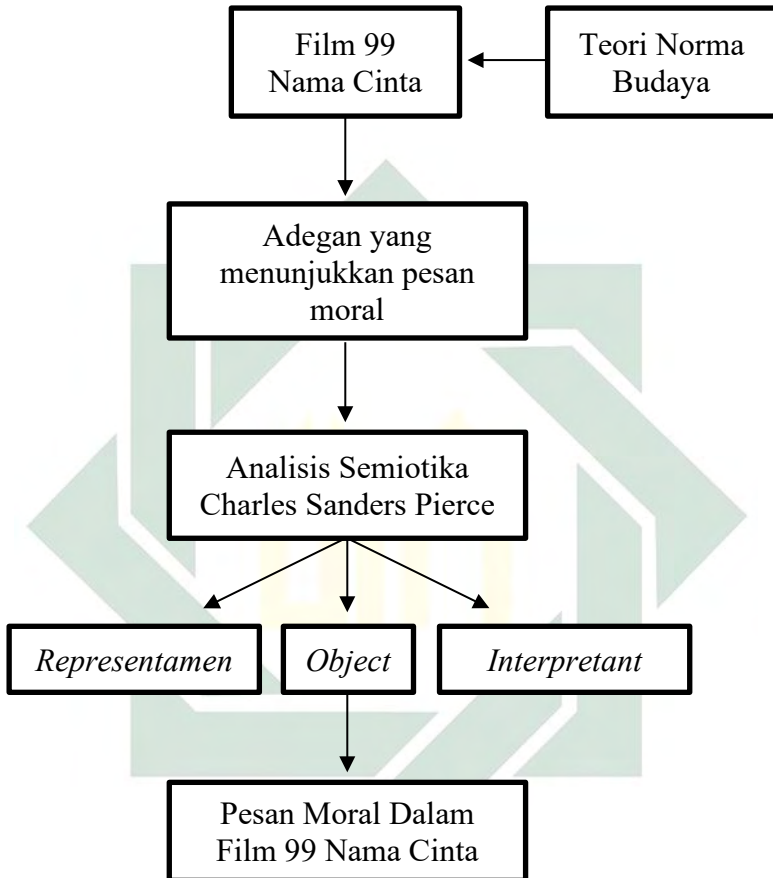 Film 99
Nama Cinta
Teori Norma
Budaya
Adegan yang
menunjukkan pesan
moral
Analisis Semiotika
Charles Sanders Pierce
Representamen
Object
Interpretant
Pesan Moral Dalam
Film 99 Nama Cinta